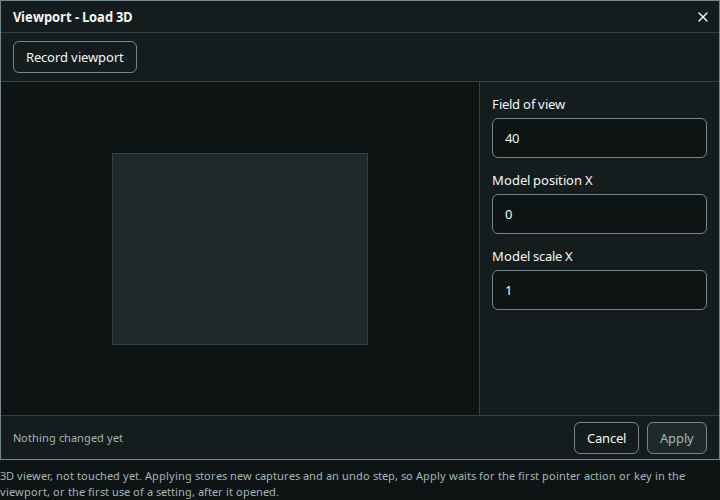 Viewport - Load 3D
Record viewport
Field of view
40
Model position X
0
Model scale X
1
Nothing changed yet
Cancel
Apply
3D viewer, not touched yet. Applying stores new captures and an undo step, so Apply waits for the first pointer action or key in the
viewport, or the first use of a setting, after it opened.